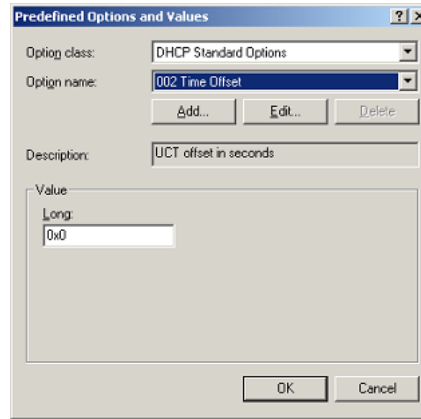 Predefined Options and Values
Option class: DHCP Standard Options
Option name: 002 Time Offset
Add... Edit... Delete
Description: UCT offset in seconds
Value
Long:
0x0
OK Cancel